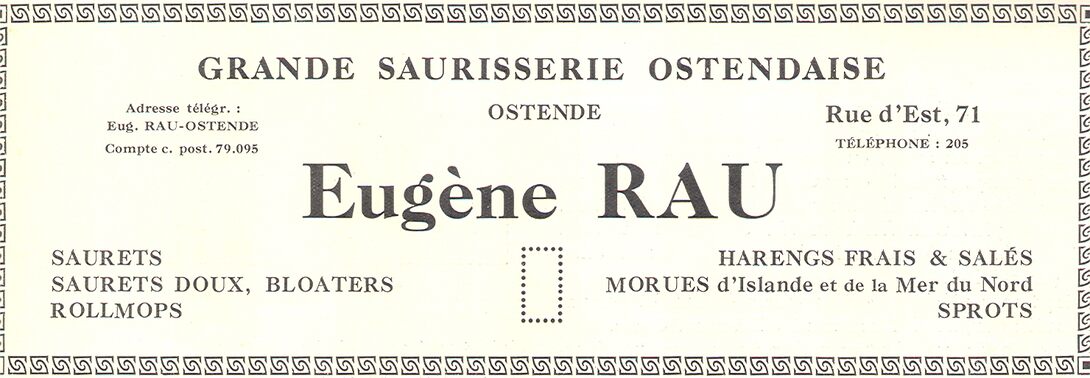 GRANDE SAURISSERIE OSTENDAISE
Adresse télégr. :
Eug. RAU-OSTENDE
Compte c. post. 79.095
OSTENDE
Rue d'Est, 71
TÉLÉPHONE : 205
Eugène RAU
SAURETS
SAURETS DOUX, BLOATERS
ROLLMOPS
HARENGS FRAIS & SALÉS
MORUES d'Islande et de la Mer du Nord
SPROTS